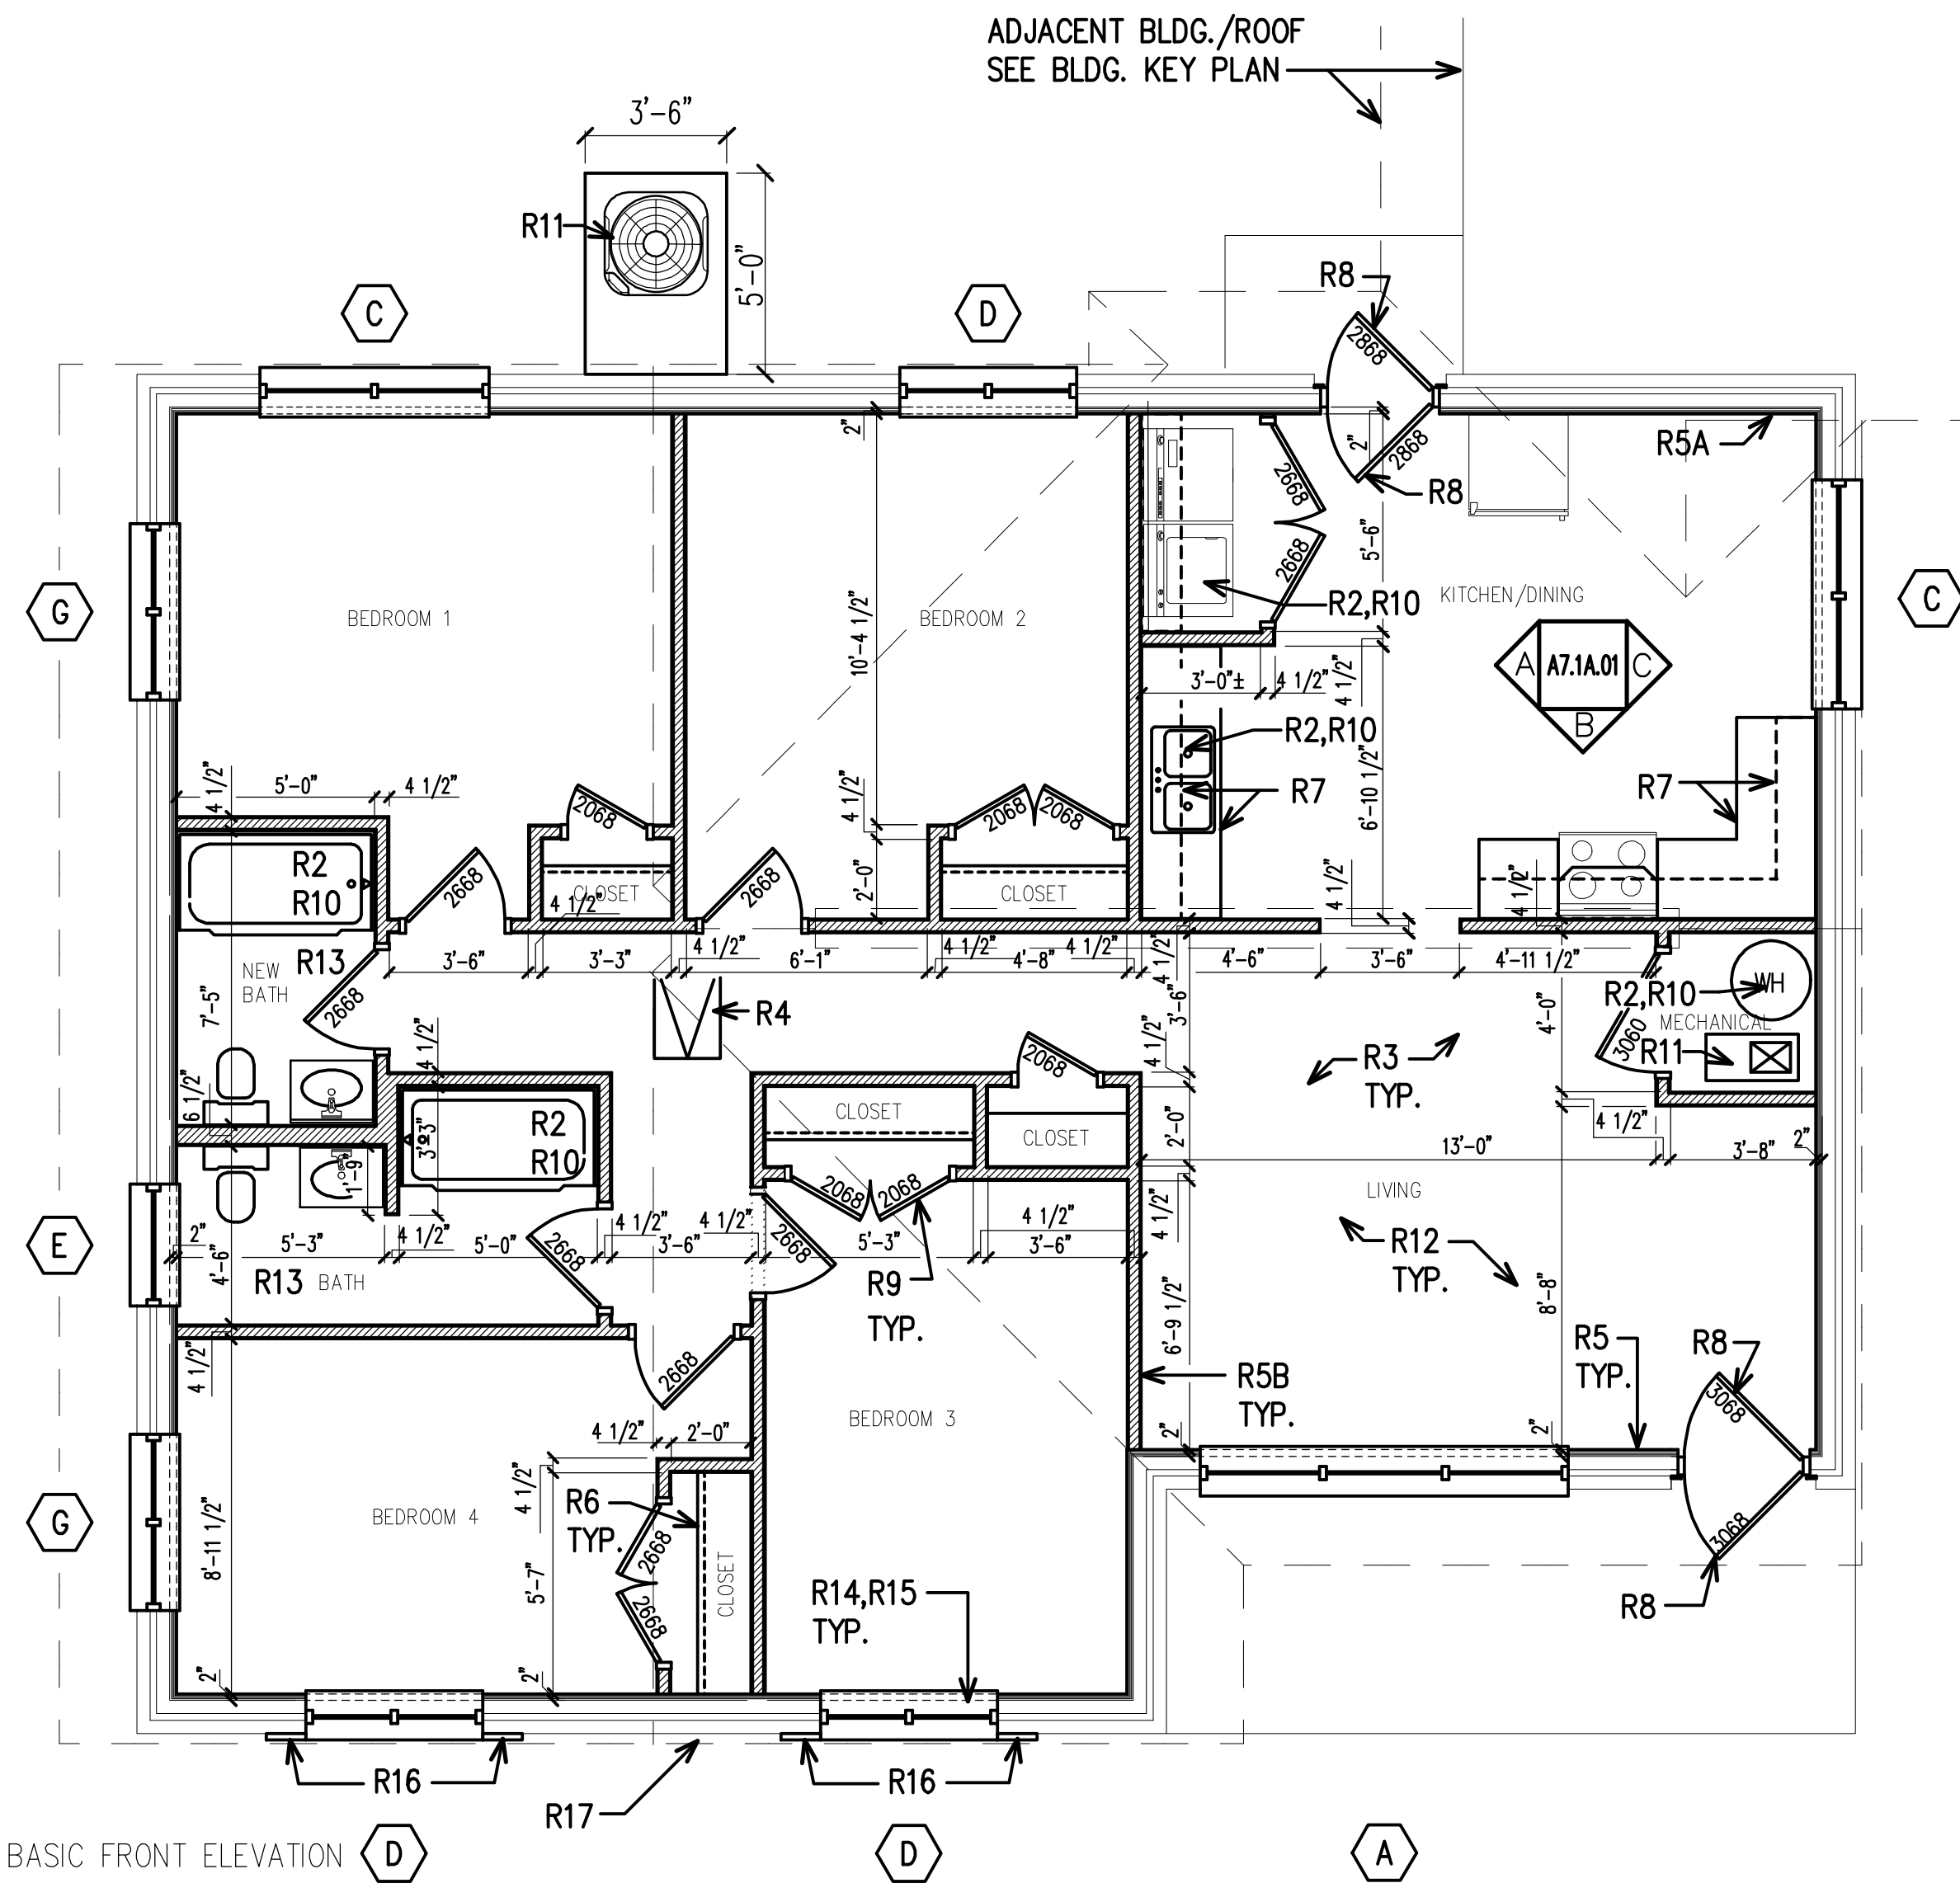 ADJACENT BLDG./ROOF
SEE BLDG. KEY PLAN
3'-6"
R11
5'-0"
R8
C
D
2868
2"
2"
2868
R5A
R8
2668
5'-6"
2668
G
BEDROOM 1
BEDROOM 2
10'-4 1/2"
R2,R10
KITCHEN/DINING
C
A
A7.1A.01
C
B
3'-0"±
4 1/2"
4 1/2"
R2,R10
R7
R7
6'-10 1/2"
4 1/2"
5'-0"
4 1/2"
2068
4 1/2"
2068
2068
R2
R10
2668
CLOSET
4 1/2"
2668
2'-0"
CLOSET
4 1/2"
4 1/2"
NEW
BATH
R13
3'-6"
3'-3"
4 1/2"
6'-1"
4 1/2"
4'-8"
4 1/2"
4 1/2"
4'-6"
3'-6"
4'-11 1/2"
7'-5"
2668
R4
3'-6"
4'-0"
R2,R10
WH
MECHANICAL
3060
R11
4 1/2"
2068
4 1/2"
R3
TYP.
6 1/2"
3'-3"
R2
R10
CLOSET
CLOSET
2'-0"
4 1/2"
13'-0"
3'-8"
2"
1'-9"
2068
2068
LIVING
E
2"
4'-6"
5'-3"
4 1/2"
5'-0"
2668
4 1/2"
3'-6"
4 1/2"
2668
5'-3"
4 1/2"
3'-6"
4 1/2"
R12
TYP.
R13
BATH
R9
TYP.
6'-9 1/2"
8'-8"
4 1/2"
2668
R5B
TYP.
R5
TYP.
R8
3068
BEDROOM 3
4 1/2"
2'-0"
2"
2"
G
8'-11 1/2"
BEDROOM 4
4 1/2"
R6
TYP.
2668
5'-7"
2668
CLOSET
R14,R15
TYP.
3068
R8
2"
2"
R16
R16
R17
BASIC FRONT ELEVATION
D
D
A